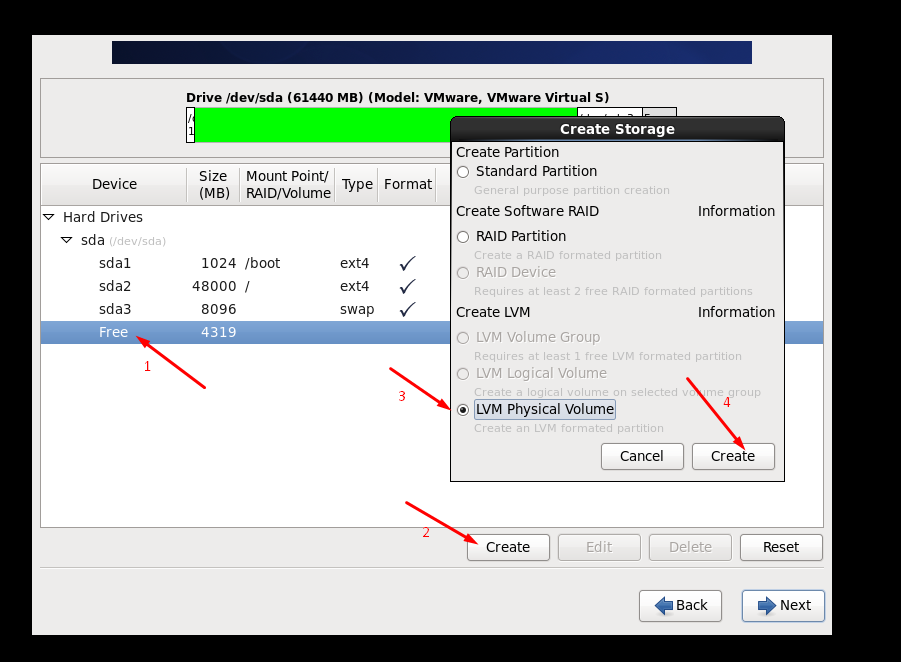 Drive /dev/sda (61440 MB) (Model: VMware, VMware Virtual S)
Create Storage
Create Partition
Standard Partition
General purpose partition creation
Create Software RAID Information
RAID Partition
Create a RAID formated partition
RAID Device
Requires at least 2 free RAID formated partitions
Create LVM Information
LVM Volume Group
Requires at least 1 free LVM formated partition
LVM Logical Volume
Create a logical volume on selected volume group
LVM Physical Volume
Create an LVM formated partition
Cancel Create
Device Size (MB) Mount Point/ RAID/Volume Type Format
Hard Drives
sda (/dev/sda)
sda1 1024 /boot ext4
sda2 48000 / ext4
sda3 8096 swap
Free 4319
1
3
4
2
Create Edit Delete Reset
Back Next